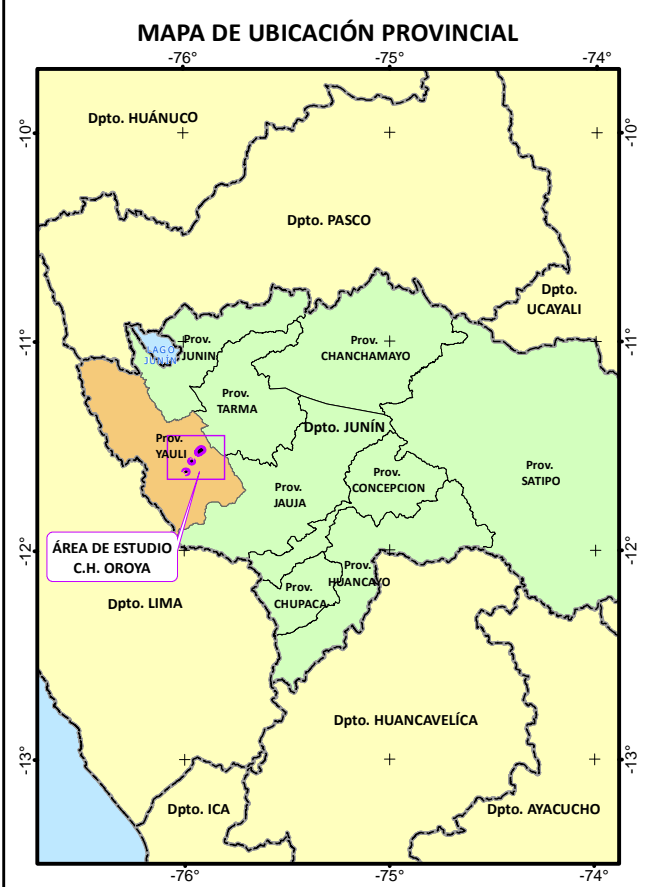 MAPA DE UBICACIÓN PROVINCIAL
-76°
-75°
-74°
Dpto. HUÁNUCO
-10°
-10°
Dpto. PASCO
Dpto.
UCAYALI
-11°
-11°
LAGO
JUNÍN
Prov.
JUNIN
Prov.
CHANCHAMAYO
Prov.
TARMA
Dpto. JUNÍN
Prov.
YAULI
Prov.
CONCEPCION
Prov.
SATIPO
Prov.
JAUJA
ÁREA DE ESTUDIO
C.H. OROYA
-12°
-12°
Prov.
HUANCAYO
Prov.
CHUPACA
Dpto. LIMA
Dpto. HUANCAVELÍCA
-13°
-13°
Dpto. ICA
Dpto. AYACUCHO
-76°
-75°
-74°